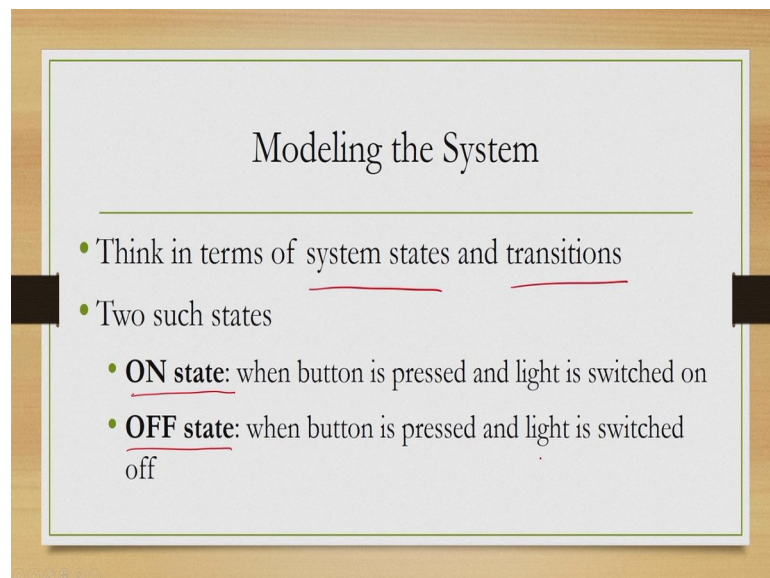 Modeling the System
• Think in terms of system states and transitions
• Two such states
• ON state: when button is pressed and light is switched on
• OFF state: when button is pressed and light is switched
off